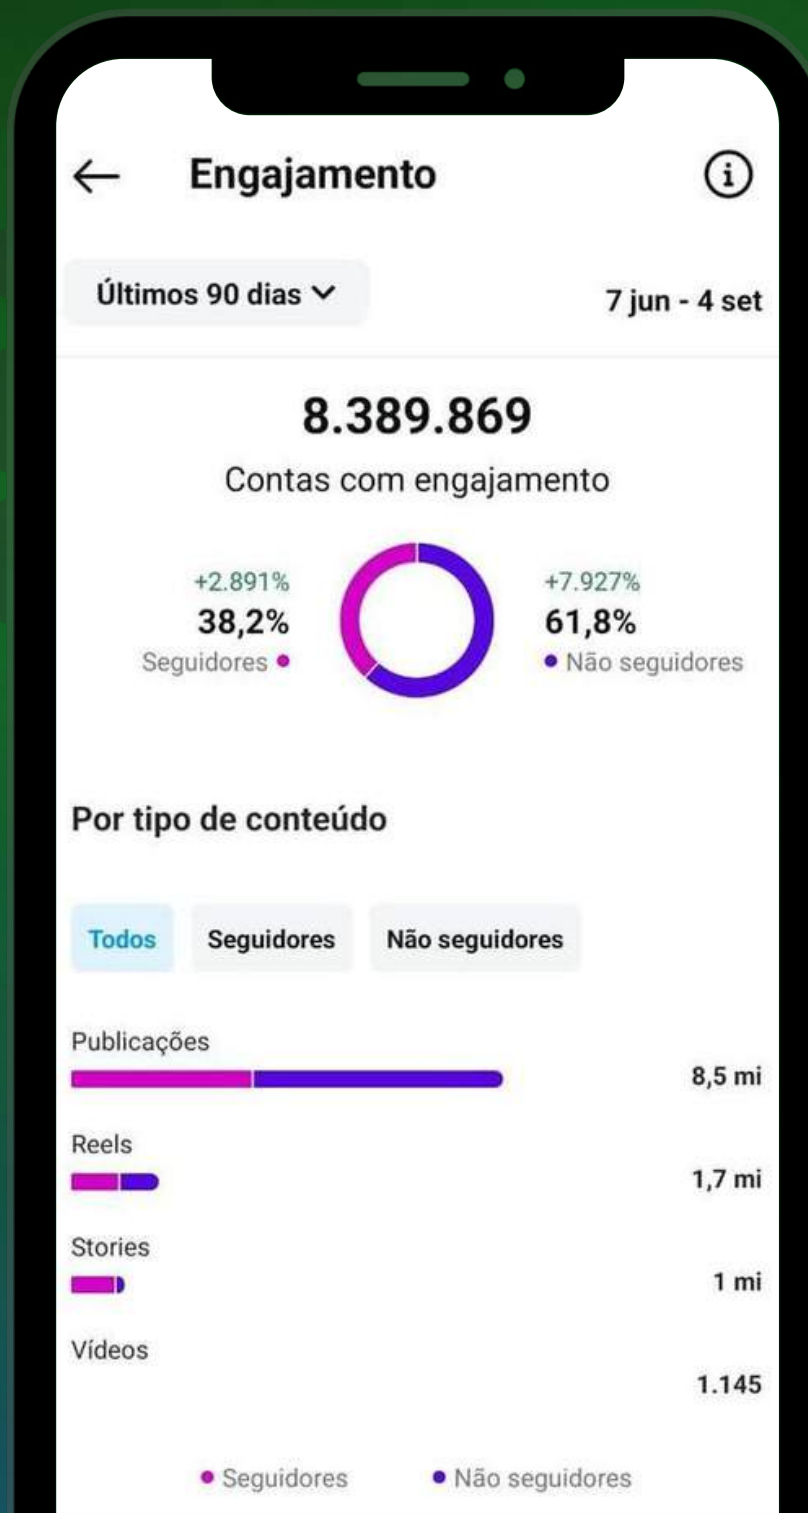 Engajamento
Últimos 90 dias
7 jun - 4 set
8.389.869
Contas com engajamento
+2.891%
38,2%
Seguidores
+7.927%
61,8%
Não seguidores
Por tipo de conteúdo
Todos
Seguidores
Não seguidores
Publicações
8,5 mi
Reels
1,7 mi
Stories
1 mi
Vídeos
1.145
Seguidores
Não seguidores